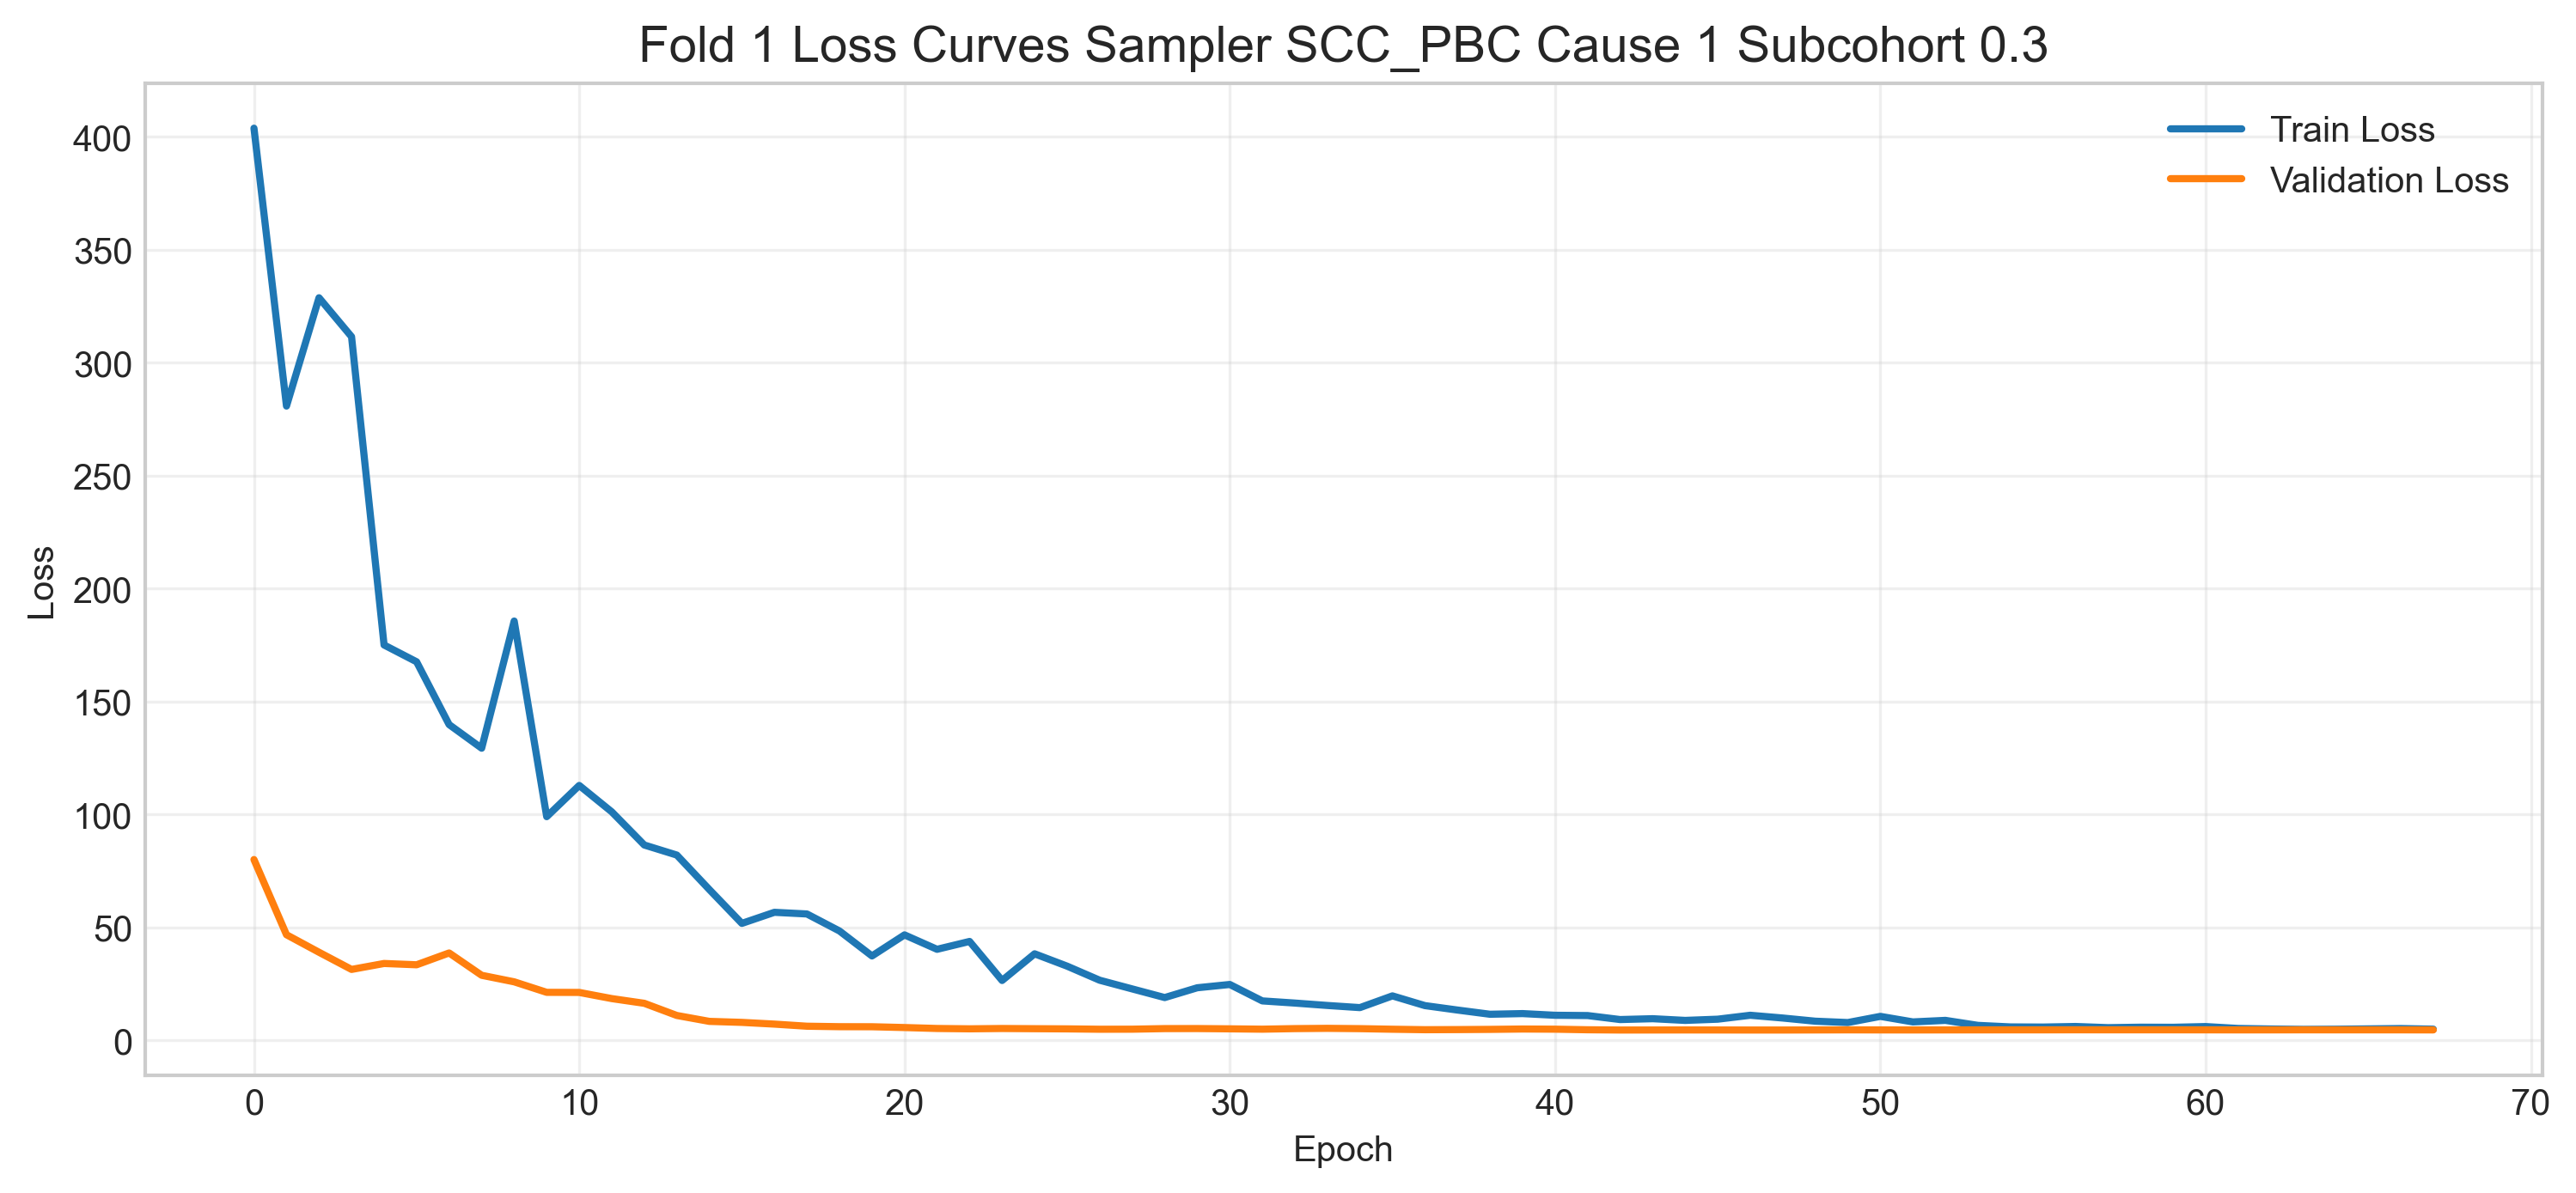 Fold 1 Loss Curves Sampler SCC_PBC Cause 1 Subcohort 0.3
Train Loss
Validation Loss
400
350
300
250
200
150
100
50
0
Loss
0 10 20 30 40 50 60 70
Epoch